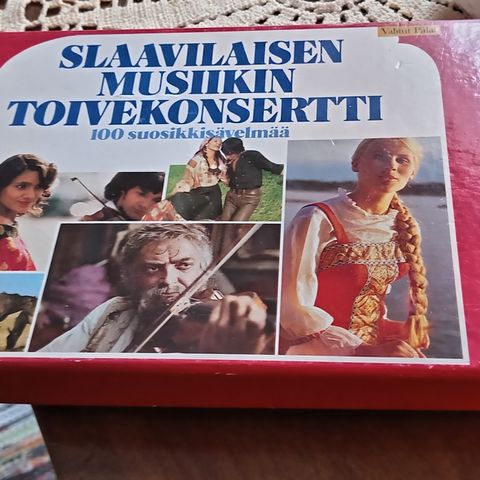 SLAAVILAISEN
MUSIIKIN
TOIVEKONSERTTI
100 suosikkisävelmää
Valitut Palat